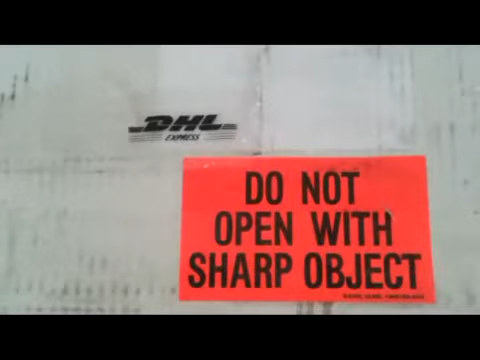 DHL
EXPRESS
DO NOT
OPEN WITH
SHARP OBJECT